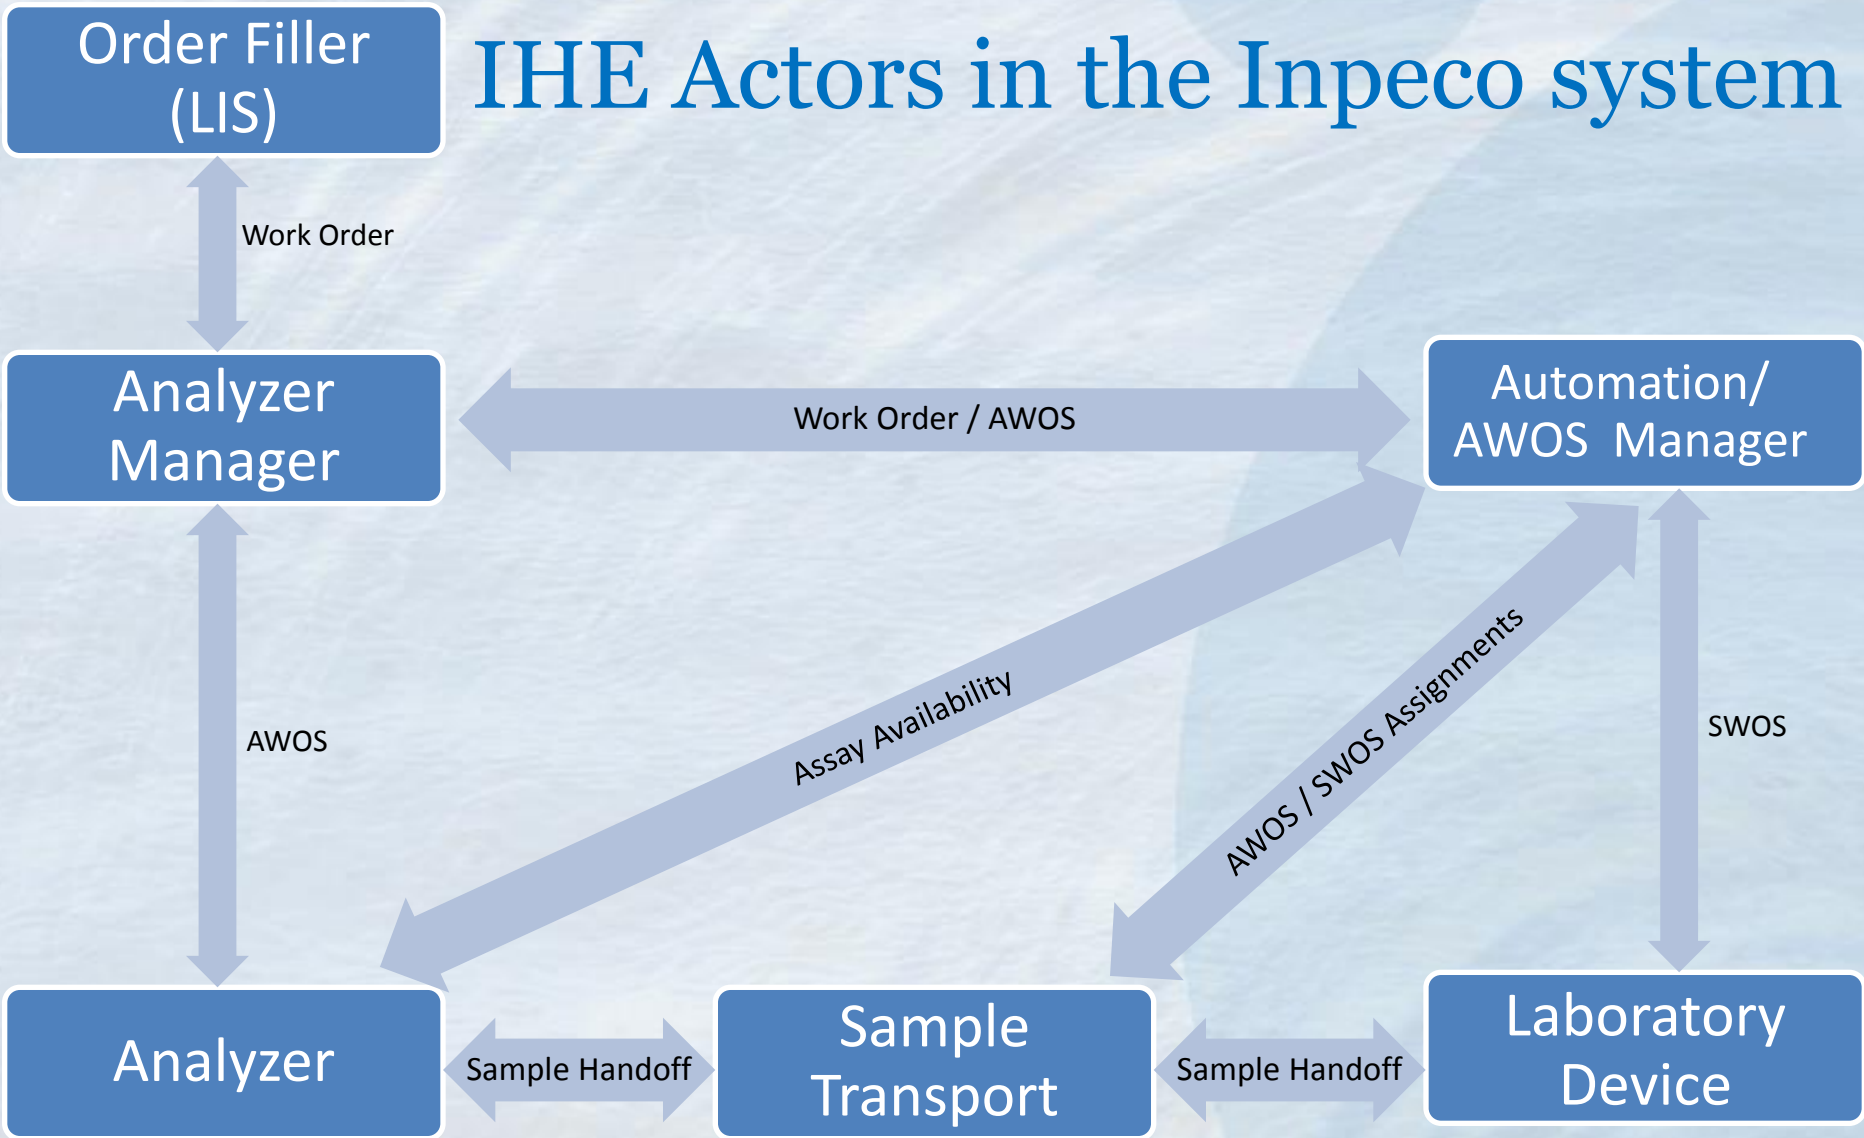 Order Filler
(LIS)
IHE Actors in the Inpeco system
Work Order
Analyzer
Manager
Work Order / AWOS
Automation/
AWOS Manager
AWOS
Assay Availability
AWOS / SWOS Assignments
SWOS
Analyzer
Sample Handoff
Sample
Transport
Sample Handoff
Laboratory
Device